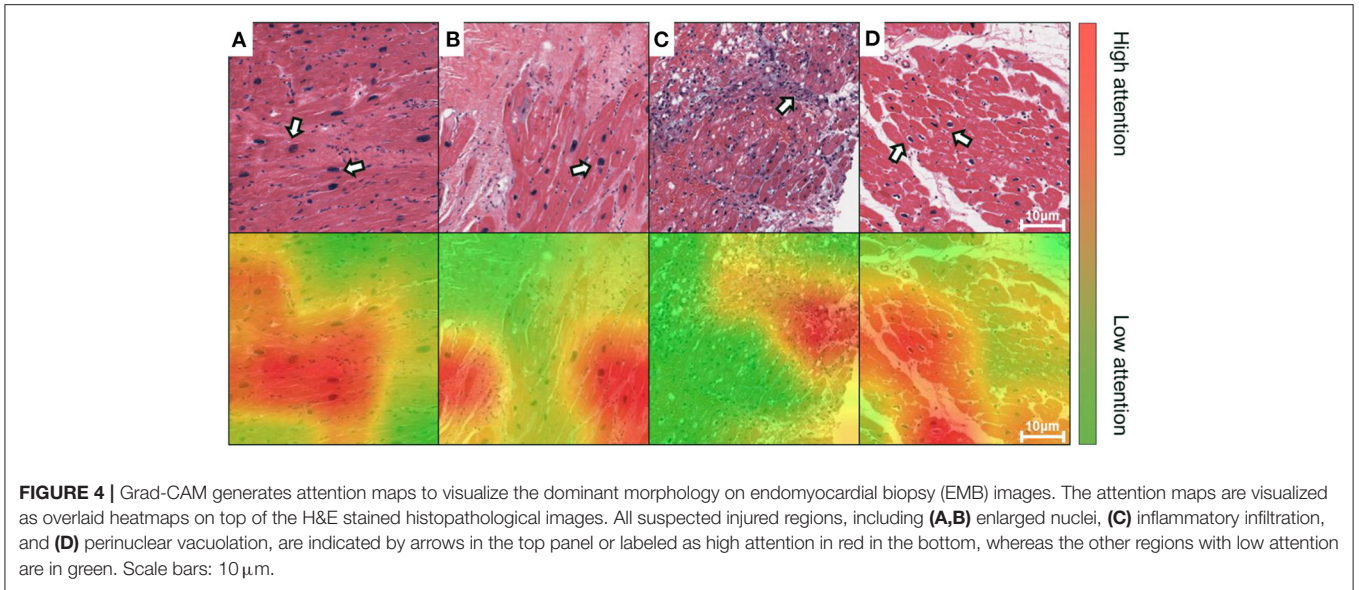 A
B
C
D
High attention
Low attention
10µm
10µm
FIGURE 4 | Grad-CAM generates attention maps to visualize the dominant morphology on endomyocardial biopsy (EMB) images. The attention maps are visualized
as overlaid heatmaps on top of the H&E stained histopathological images. All suspected injured regions, including (A,B) enlarged nuclei, (C) inflammatory infiltration,
and (D) perinuclear vacuolation, are indicated by arrows in the top panel or labeled as high attention in red in the bottom, whereas the other regions with low attention
are in green. Scale bars: 10 µm.